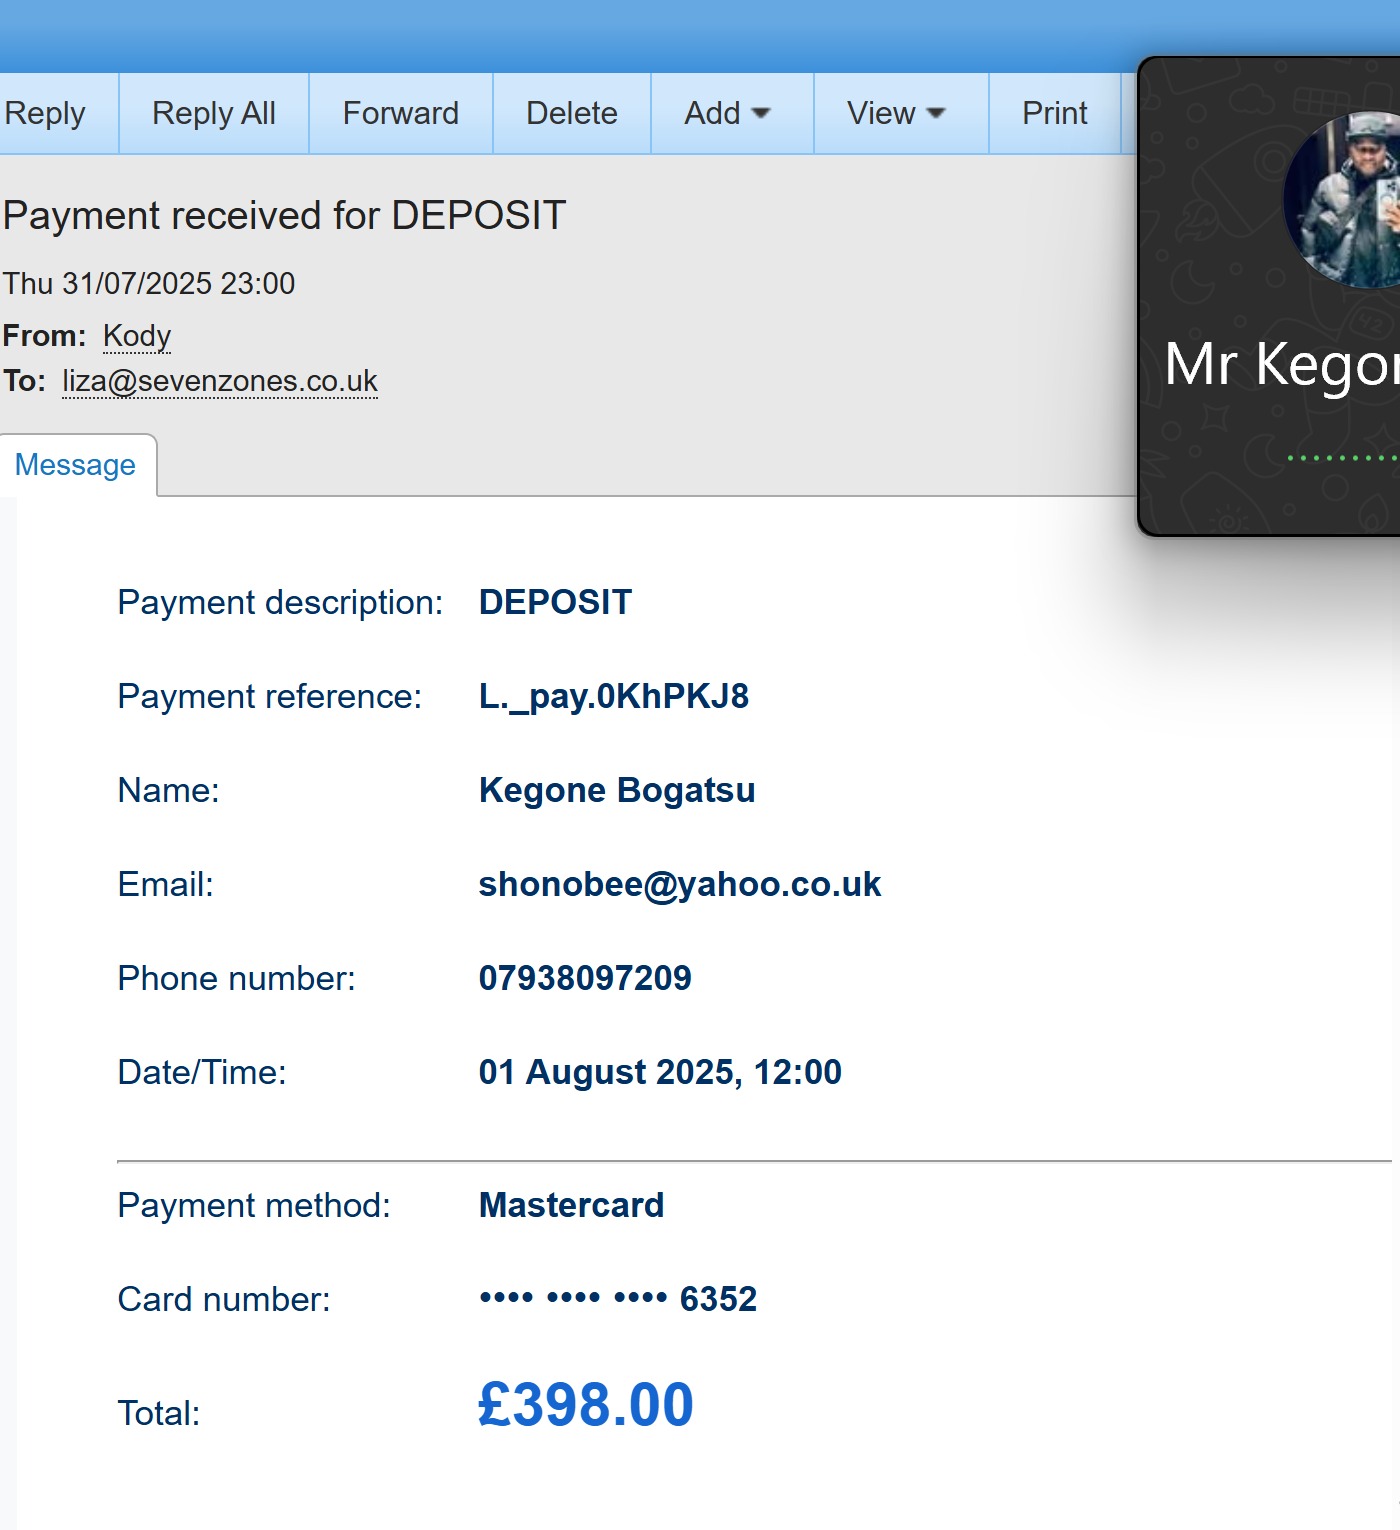 Reply Reply All Forward Delete Add View Print
Payment received for DEPOSIT
Thu 31/07/2025 23:00
From: Kody
To: liza@sevenzones.co.uk
Message
Mr Kegon
Payment description: DEPOSIT
Payment reference: L._pay.0KhPKJ8
Name: Kegone Bogatsu
Email: shonobee@yahoo.co.uk
Phone number: 07938097209
Date/Time: 01 August 2025, 12:00
Payment method: Mastercard
Card number: •••• •••• •••• 6352
Total: £398.00